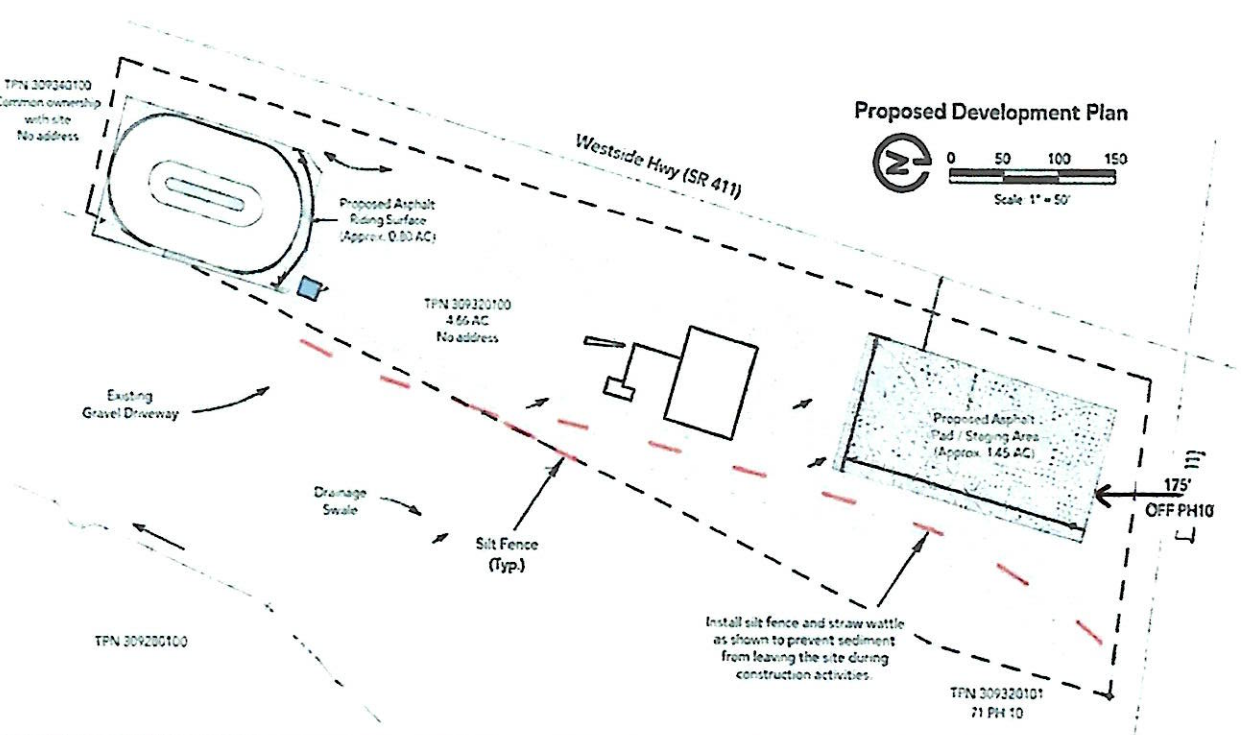 Proposed Development Plan
N
0 50 100 150
Scale: 1" = 50'
TPN 309340100
Common ownership
with site
No address
Westside Hwy (SR 411)
Proposed Asphalt
Riding Surface
(Approx. 0.80 AC)
TPN 309320100
4.66 AC
No address
Existing
Gravel Driveway
Proposed Asphalt
Pad / Staging Area
(Approx. 1.45 AC)
175'
OFF PH10
Drainage
Swale
Silt Fence
(Typ.)
Install silt fence and straw wattle
as shown to prevent sediment
from leaving the site during
construction activities.
TPN 309200100
TPN 309320101
71 PH 10